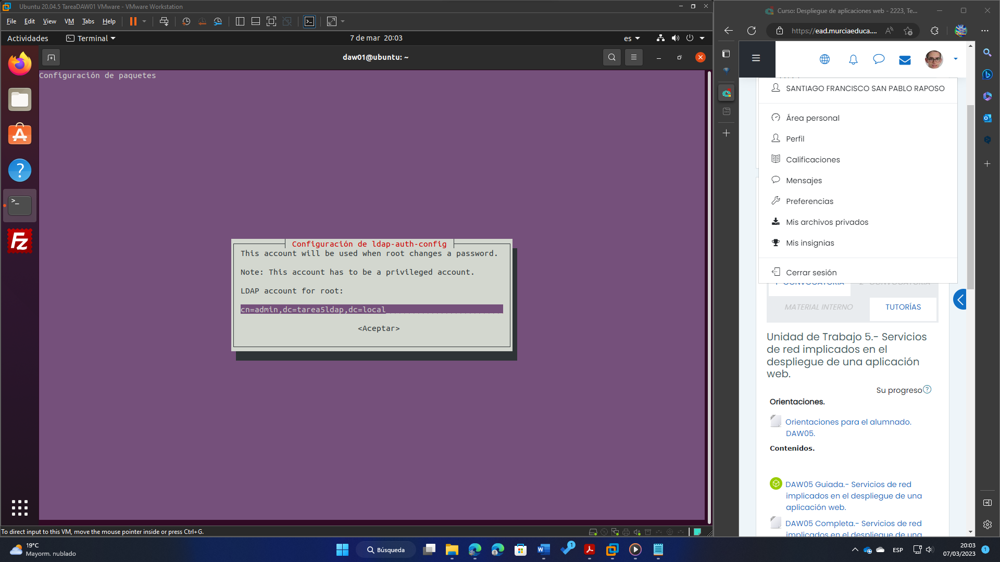 Ubuntu 20.04.5 TareaDAW01 VMware - VMware Workstation
File Edit View VM Tabs Help
Actividades
Terminal
7 de mar 20:03
es
daw01@ubuntu: ~
Configuración de paquetes
Configuración de ldap-auth-config
This account will be used when root changes a password.
Note: This account has to be a privileged account.
LDAP account for root:
cn=admin,dc=tarea5ldap,dc=local
<Aceptar>
To direct input to this VM, move the mouse pointer inside or press Ctrl+G.
Curso: Despliegue de aplicaciones web - 2223, Te...
https://ead.murciaeduca....
SANTIAGO FRANCISCO SAN PABLO RAPOSO
Área personal
Perfil
Calificaciones
Mensajes
Preferencias
Mis archivos privados
Mis insignias
Cerrar sesión
1ª CONVOCATORIA
2ª CONVOCATORIA
MATERIAL INTERNO
TUTORÍAS
Unidad de Trabajo 5.- Servicios
de red implicados en el
despliegue de una aplicación
web.
Su progreso
Orientaciones.
Orientaciones para el alumnado.
DAW05.
Contenidos.
DAW05 Guiada.- Servicios de red
implicados en el despliegue de una
aplicación web.
DAW05 Completa.- Servicios de red
implicados en el despliegue de una
19°C
Mayorm. nublado
Búsqueda
1
ESP
20:03
07/03/2023
1